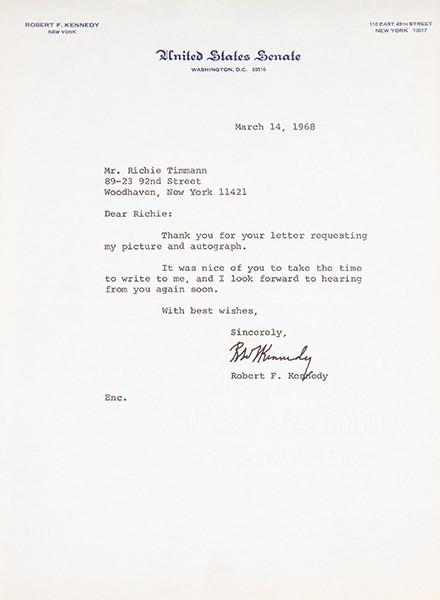 ROBERT F. KENNEDY
NEW YORK
110 EAST 45TH STREET
NEW YORK 10017
United States Senate
WASHINGTON, D.C. 20510
March 14, 1968
Mr. Richie Timmann
89-23 92nd Street
Woodhaven, New York 11421
Dear Richie:
Thank you for your letter requesting
my picture and autograph.
It was nice of you to take the time
to write to me, and I look forward to hearing
from you again soon.
With best wishes,
Sincerely,
Robt Kennedy
Robert F. Kennedy
Enc.